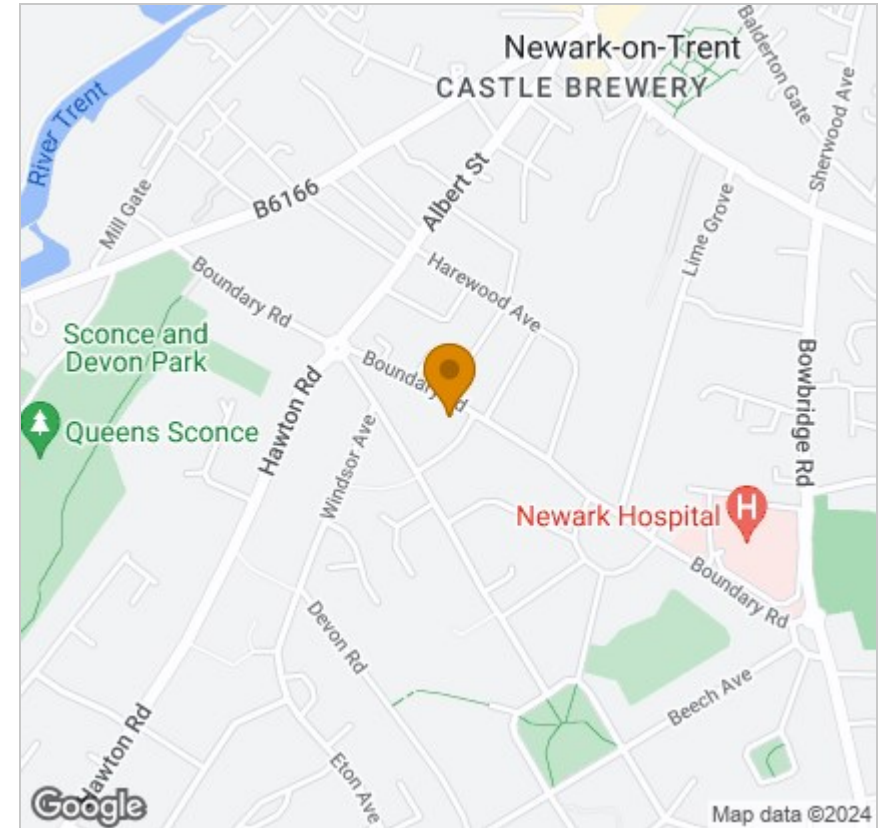 Newark-on-Trent
CASTLE BREWERY
Balderton Gate
Sherwood Ave
River Trent
Mill Gate
B6166
Albert St
Lime Grove
Boundary Rd
Harewood Ave
Sconce and
Devon Park
Boundary Rd
Bowbridge Rd
Queens Sconce
Hawton Rd
Windsor Ave
Newark Hospital
H
Boundary Rd
Devon Rd
Beech Ave
Hawton Rd
Eton Ave
Google
Map data ©2024